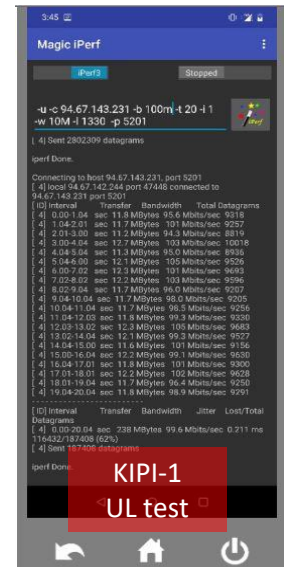 3:45
Magic iPerf
iPerf3 Stopped
-u -c 94.67.143.231 -b 100m -t 20 -i 1
-w 10M -l 1330 -p 5201
iPerf
[ 4] Sent 2802309 datagrams
iperf Done.
Connecting to host 94.67.143.231, port 5201
[ 4] local 94.67.142.244 port 47448 connected to
94.67.143.231 port 5201
[ ID] Interval Transfer Bandwidth Total Datagrams
[ 4] 0.00-1.04 sec 11.8 MBytes 95.6 Mbits/sec 9318
[ 4] 1.04-2.01 sec 11.7 MBytes 101 Mbits/sec 9257
[ 4] 2.01-3.00 sec 11.2 MBytes 94.3 Mbits/sec 8819
[ 4] 3.00-4.04 sec 12.7 MBytes 103 Mbits/sec 10018
[ 4] 4.04-5.04 sec 11.3 MBytes 95.0 Mbits/sec 8936
[ 4] 5.04-6.00 sec 12.1 MBytes 105 Mbits/sec 9526
[ 4] 6.00-7.02 sec 12.3 MBytes 101 Mbits/sec 9693
[ 4] 7.02-8.02 sec 12.2 MBytes 103 Mbits/sec 9596
[ 4] 8.02-9.04 sec 11.7 MBytes 96.0 Mbits/sec 9207
[ 4] 9.04-10.04 sec 11.7 MBytes 98.0 Mbits/sec 9205
[ 4] 10.04-11.04 sec 11.7 MBytes 98.5 Mbits/sec 9256
[ 4] 11.04-12.03 sec 11.8 MBytes 99.3 Mbits/sec 9330
[ 4] 12.03-13.02 sec 12.3 MBytes 105 Mbits/sec 9683
[ 4] 13.02-14.04 sec 12.1 MBytes 99.3 Mbits/sec 9527
[ 4] 14.04-15.00 sec 11.6 MBytes 101 Mbits/sec 9156
[ 4] 15.00-16.04 sec 12.2 MBytes 99.1 Mbits/sec 9630
[ 4] 16.04-17.01 sec 11.8 MBytes 101 Mbits/sec 9300
[ 4] 17.01-18.01 sec 12.2 MBytes 102 Mbits/sec 9628
[ 4] 18.01-19.04 sec 11.7 MBytes 96.4 Mbits/sec 9250
[ 4] 19.04-20.04 sec 11.8 MBytes 98.9 Mbits/sec 9291
- - - - - - - - - - - - - - - - - - - - - - - - -
[ ID] Interval Transfer Bandwidth Jitter Lost/Total
Datagrams
[ 4] 0.00-20.04 sec 238 MBytes 99.6 Mbits/sec 0.211 ms
116432/187408 (62%)
[ 4] Sent 187408 datagrams
iperf Done.
KIPI-1
UL test